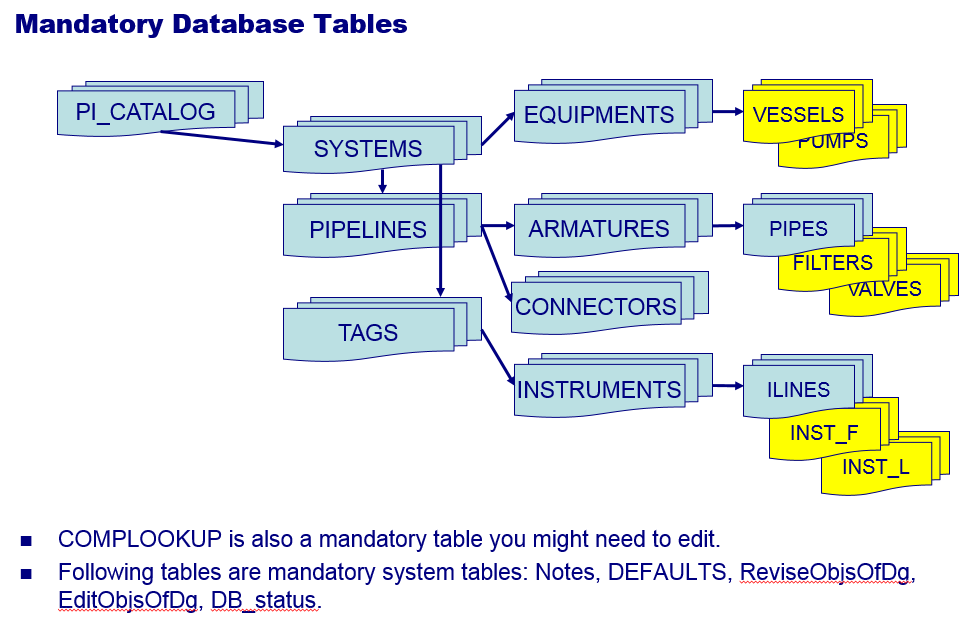 Mandatory Database Tables
PI_CATALOG
SYSTEMS
EQUIPMENTS
VESSELS
PUMPS
PIPELINES
ARMATURES
PIPES
FILTERS
VALVES
CONNECTORS
TAGS
INSTRUMENTS
ILINES
INST_F
INST_L
COMPLOOKUP is also a mandatory table you might need to edit.
Following tables are mandatory system tables: Notes, DEFAULTS, ReviseObjsOfDg,
EditObjsOfDg, DB_status.